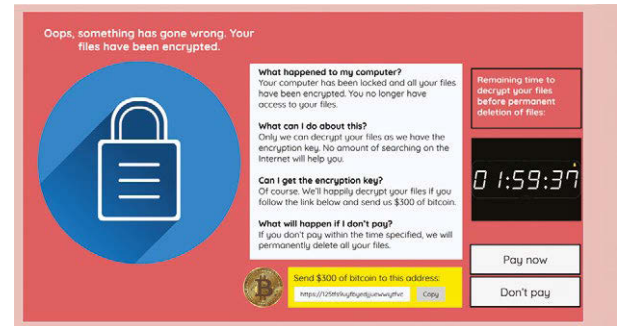 Oops, something has gone wrong. Your
files have been encrypted.
What happened to my computer?
Your computer has been locked and all your files
have been encrypted. You no longer have
access to your files.
What can I do about this?
Only we can decrypt your files as we have the
encryption key. No amount of searching on the
Internet will help you.
Can I get the encryption key?
Of course. We'll happily decrypt your files if you
follow the link below and send us $300 of bitcoin.
What will happen if I don't pay?
If you don't pay within the time specified, we will
permanently delete all your files.
Send $300 of bitcoin to this address:
Copy
Remaining time to
decrypt your files
before permanent
deletion of files:
01:59:37
Pay now
Don't pay